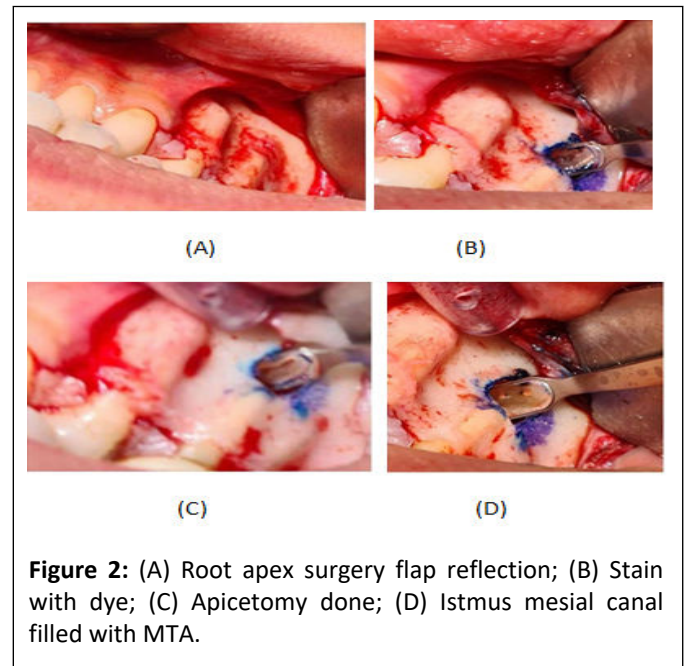 (A)
(B)
(C)
(D)
Figure 2: (A) Root apex surgery flap reflection; (B) Stain
with dye; (C) Apicetomy done; (D) Istmus mesial canal
filled with MTA.